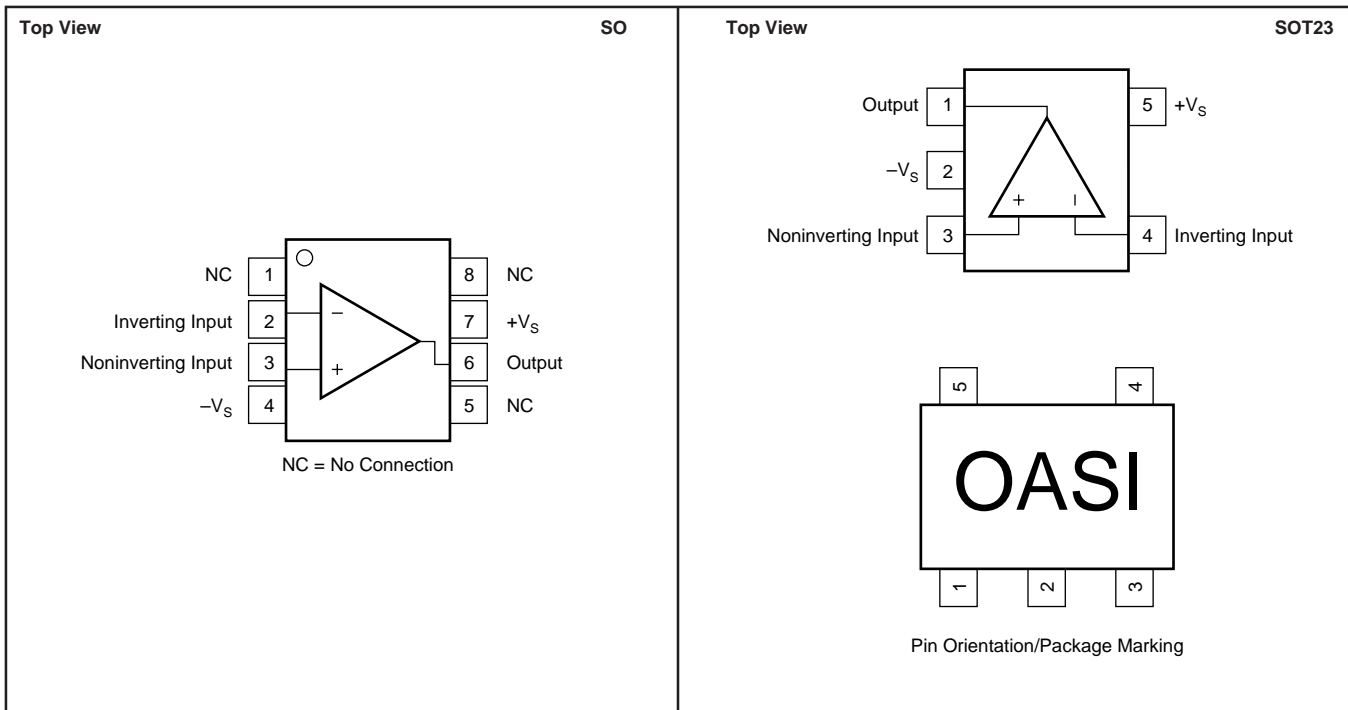 Top View SO
NC 1 8 NC
Inverting Input 2 − 7 +VS
Noninverting Input 3 + 6 Output
–VS 4 5 NC
NC = No Connection
Top View SOT23
Output 1 5 +VS
–VS 2
+ −
Noninverting Input 3 4 Inverting Input
5 4
OASI
1 2 3
Pin Orientation/Package Marking